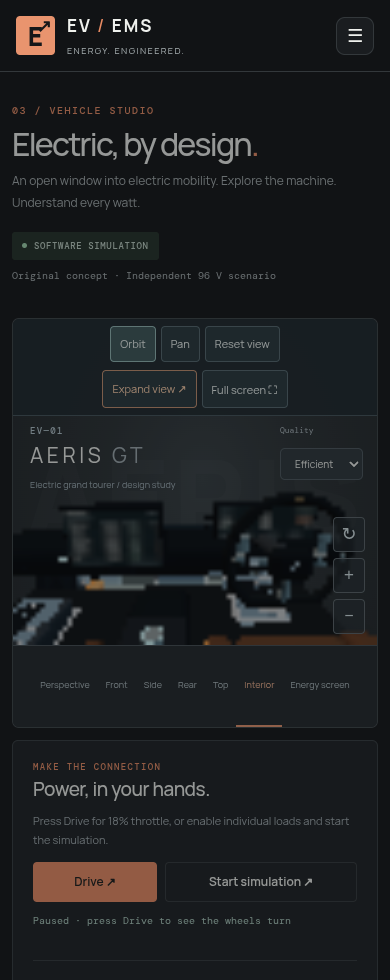 E
EV / EMS
ENERGY. ENGINEERED.
03 / VEHICLE STUDIO
Electric, by design.
An open window into electric mobility. Explore the machine.
Understand every watt.
SOFTWARE SIMULATION
Original concept · Independent 96 V scenario
Orbit
Pan
Reset view
Expand view ↗
Full screen ⛶
EV—01
Quality
AERIS GT
Efficient
Electric grand tourer / design study
↻
+
−
Perspective
Front
Side
Rear
Top
Interior
Energy screen
MAKE THE CONNECTION
Power, in your hands.
Press Drive for 18% throttle, or enable individual loads and start
the simulation.
Drive ↗
Start simulation ↗
Paused · press Drive to see the wheels turn